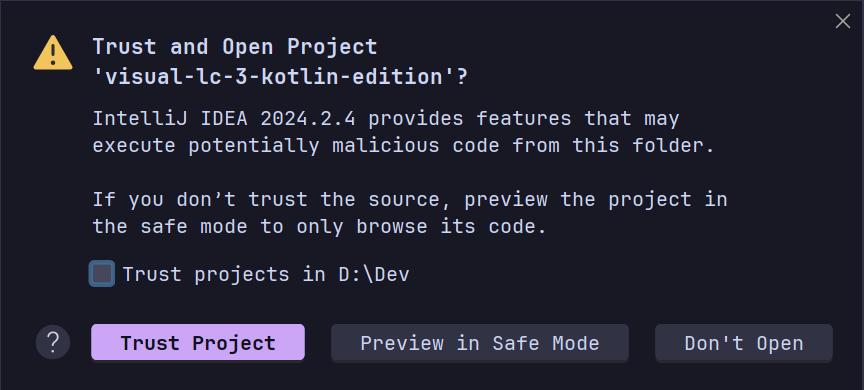 Trust and Open Project
'visual-lc-3-kotlin-edition'?
IntelliJ IDEA 2024.2.4 provides features that may
execute potentially malicious code from this folder.
If you don’t trust the source, preview the project in
the safe mode to only browse its code.
Trust projects in D:\Dev
? Trust Project Preview in Safe Mode Don't Open